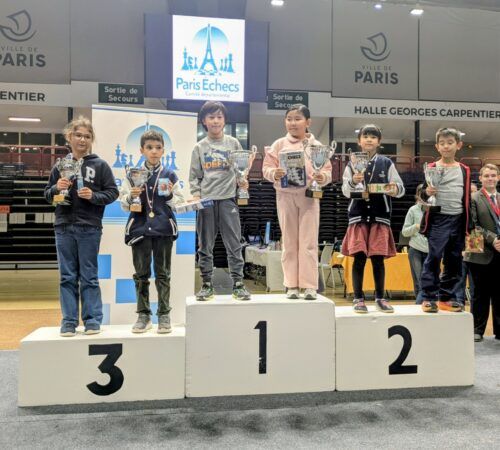 VILLE DE
PARIS
Paris Echecs
VILLE DE
PARIS
PENTIER
Sortie de
Secours
Sortie de
Secours
HALLE GEORGES CARPENTIER
P
3
1
2